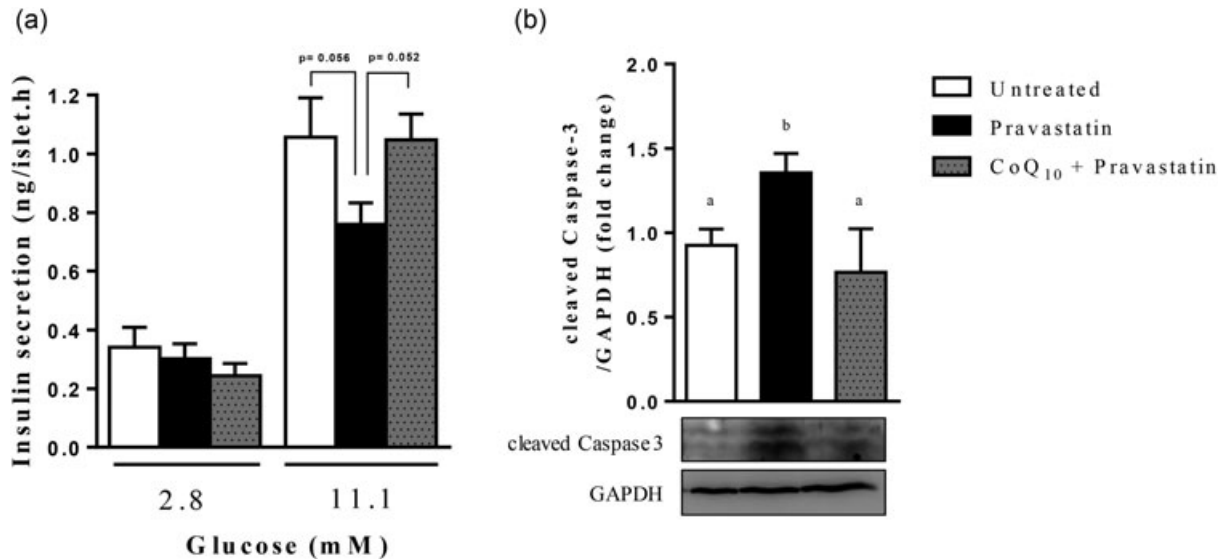 (a)
p= 0.056 p= 0.052
Insulin secretion (ng/islet.h)
1.2
1.0
0.8
0.6
0.4
0.2
0.0
2.8 11.1
Glucose (mM)
(b)
cleaved Caspase-3
/GAPDH (fold change)
2.0
1.5
1.0
0.5
0.0
a b a
cleaved Caspase3
GAPDH
Untreated
Pravastatin
CoQ10 + Pravastatin